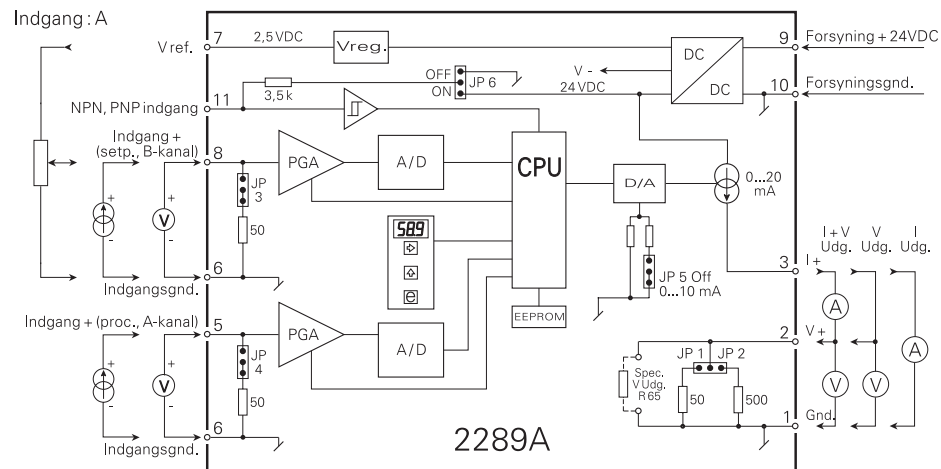 Indgang : A
V ref.
7
2,5 VDC
Vreg.
DC
DC
9
Forsyning + 24VDC
V -
OFF
ON
JP 6
24 VDC
10
Forsyningsgnd.
NPN, PNP indgang
11
3,5 k
Indgang +
(setp., B-kanal)
8
PGA
A/D
CPU
D/A
0...20
mA
JP
3
50
+
-
+
V
-
58.9
e
6
Indgangsgnd.
JP 5 Off
0...10 mA
EEPROM
3
I +
I + V
Udg.
V
Udg.
I
Udg.
A
A
Indgang + (proc., A-kanal)
5
PGA
A/D
JP
4
50
+
-
+
V
-
6
Indgangsgnd.
Spec.
V Udg.
R 65
JP 1
JP 2
50
500
2
V +
V
V
1
Gnd.
2289A